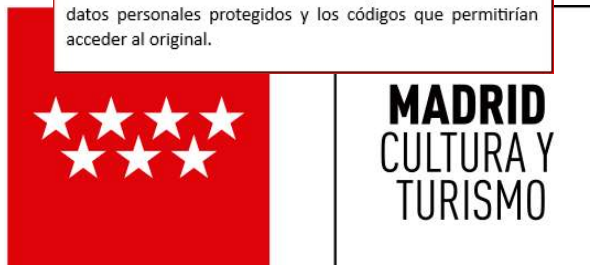 datos personales protegidos y los códigos que permitirían
acceder al original.
MADRID
CULTURA Y
TURISMO